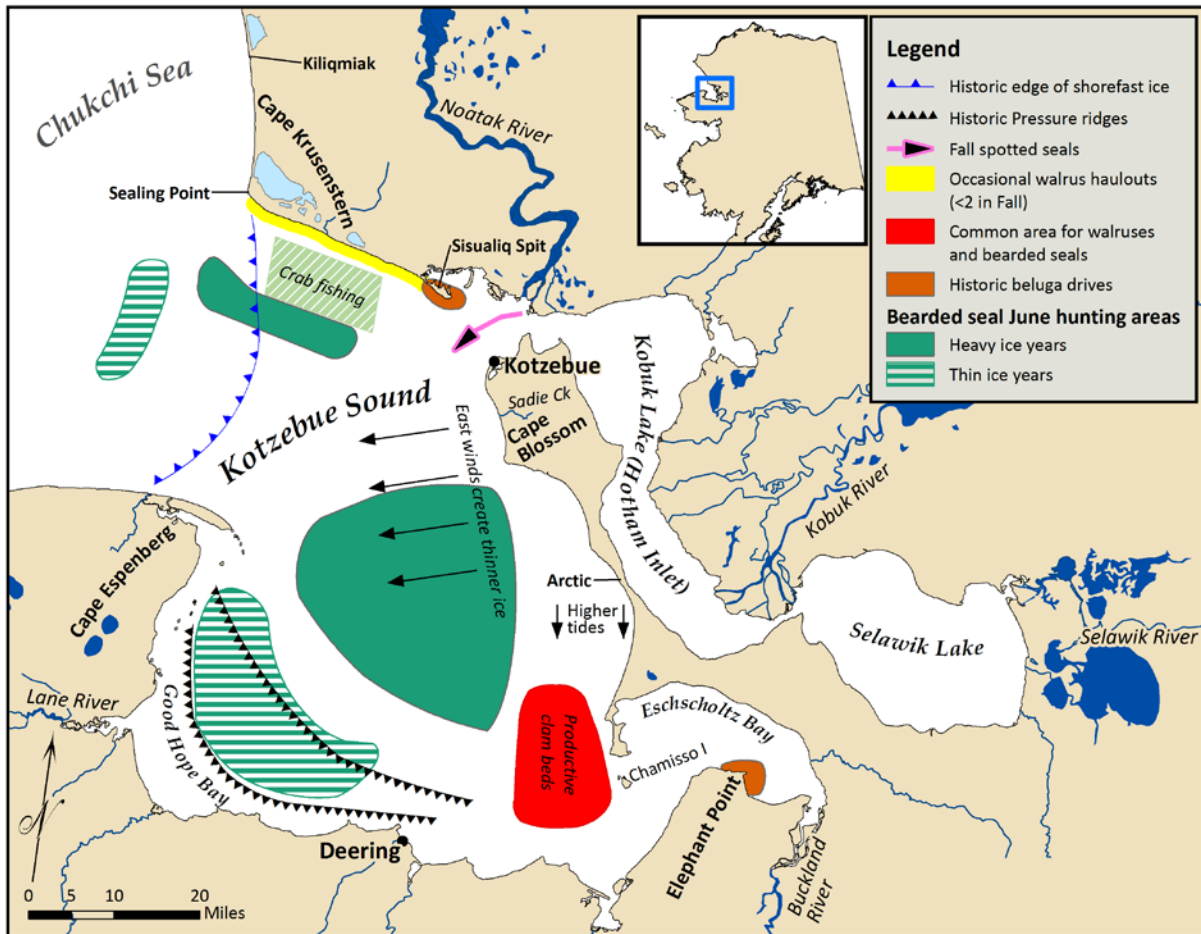 Chukchi Sea
Kiliqmiak
Cape Krusenstern
Noatak River
Sealing Point
Sisualiq Spit
Crab fishing
Kotzebue
Sadie Ck
Cape
Blossom
Kotzebue Sound
Kobuk Lake (Hotham Inlet)
East winds create thinner ice
Kobuk River
Cape Espenberg
Arctic
Higher
tides
Selawik Lake
Selawik River
Lane River
Good Hope Bay
Eschscholtz Bay
Productive
clam beds
Chamisso I
Elephant Point
Buckland
River
Deering
0 5 10 20
Miles
Legend
Historic edge of shorefast ice
Historic Pressure ridges
Fall spotted seals
Occasional walrus haulouts
(<2 in Fall)
Common area for walruses
and bearded seals
Historic beluga drives
Bearded seal June hunting areas
Heavy ice years
Thin ice years